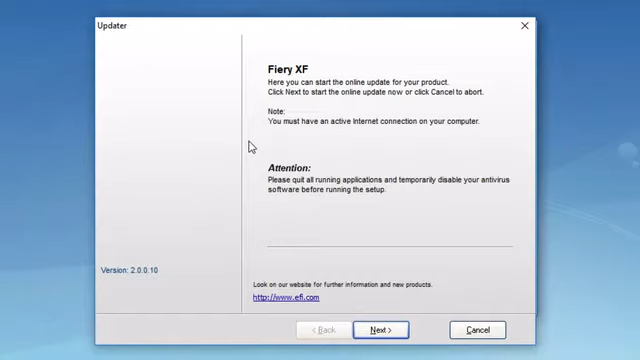 Updater
Fiery XF
Here you can start the online update for your product.
Click Next to start the online update now or click Cancel to abort.
Note:
You must have an active Internet connection on your computer.
Attention:
Please quit all running applications and temporarily disable your antivirus
software before running the setup.
Version: 2.0.0.10
Look on our website for further information and new products.
http://www.efi.com
< Back
Next >
Cancel